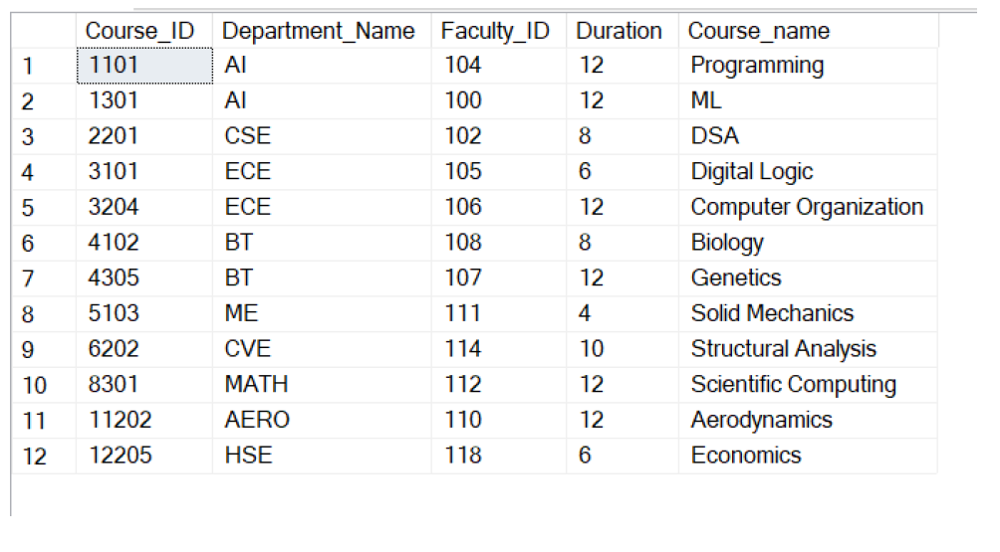 Course_ID Department_Name Faculty_ID Duration Course_name
1 1101 AI 104 12 Programming
2 1301 AI 100 12 ML
3 2201 CSE 102 8 DSA
4 3101 ECE 105 6 Digital Logic
5 3204 ECE 106 12 Computer Organization
6 4102 BT 108 8 Biology
7 4305 BT 107 12 Genetics
8 5103 ME 111 4 Solid Mechanics
9 6202 CVE 114 10 Structural Analysis
10 8301 MATH 112 12 Scientific Computing
11 11202 AERO 110 12 Aerodynamics
12 12205 HSE 118 6 Economics